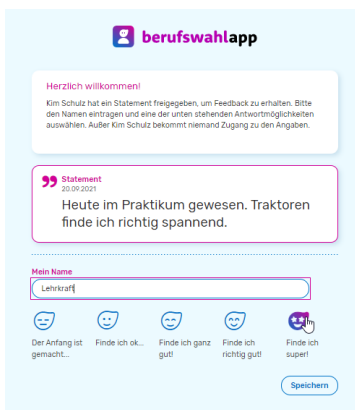 berufswahlapp
Herzlich willkommen!
Kim Schulz hat ein Statement freigegeben, um Feedback zu erhalten. Bitte
den Namen eintragen und eine der unten stehenden Antwortmöglichkeiten
auswählen. Außer Kim Schulz bekommt niemand Zugang zu den Angaben.
Statement
20.09.2021
Heute im Praktikum gewesen. Traktoren
finde ich richtig spannend.
Mein Name
Lehrkraft
Der Anfang ist
gemacht...
Finde ich ok...
Finde ich ganz
gut!
Finde ich
richtig gut!
Finde ich
super!
Speichern